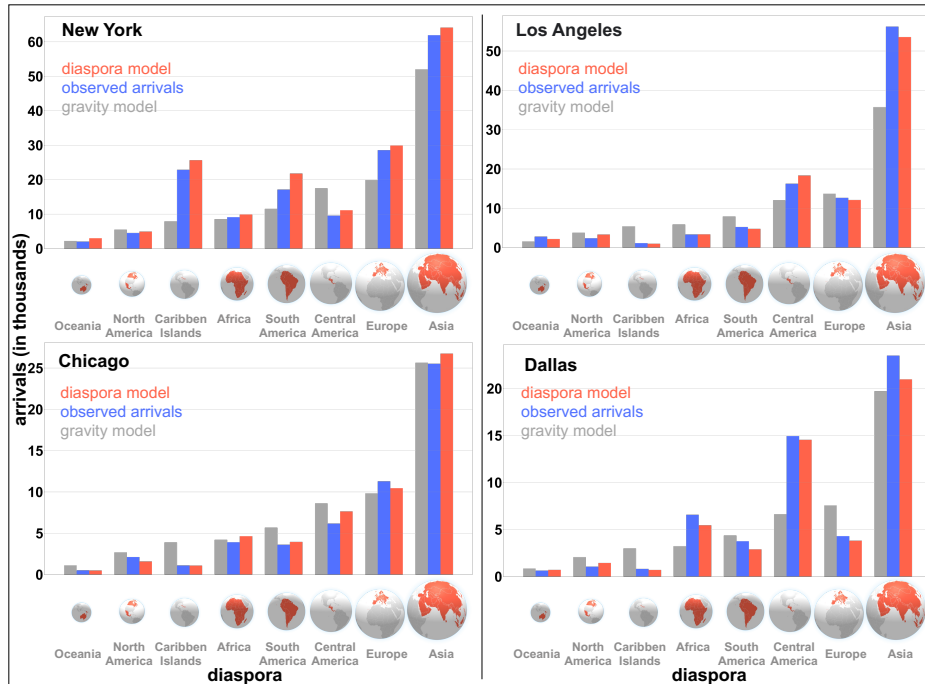 New York
diaspora model
observed arrivals
gravity model
60
50
40
30
20
10
0
Oceania
North
America
Caribben
Islands
Africa
South
America
Central
America
Europe
Asia
Los Angeles
diaspora model
observed arrivals
gravity model
50
40
30
20
10
0
Oceania
North
America
Caribben
Islands
Africa
South
America
Central
America
Europe
Asia
arrivals (in thousands)
Chicago
diaspora model
observed arrivals
gravity model
25
20
15
10
5
0
Oceania
North
America
Caribben
Islands
Africa
South
America
Central
America
Europe
Asia
diaspora
Dallas
diaspora model
observed arrivals
gravity model
20
15
10
5
0
Oceania
North
America
Caribben
Islands
Africa
South
America
Central
America
Europe
Asia
diaspora